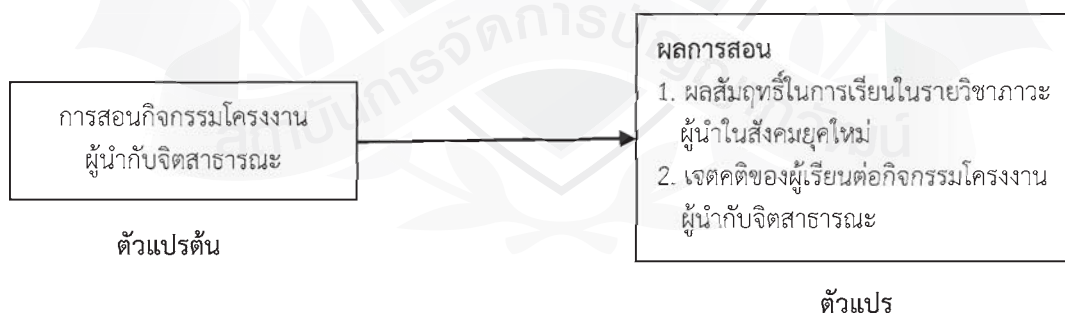 การสอนกิจกรรมโครงงาน
ผู้นำกับจิตสาธารณะ
ตัวแปรต้น
ผลการสอน
1. ผลสัมฤทธิ์ในการเรียนในรายวิชาภาวะ
ผู้นำในสังคมยุคใหม่
2. เจตคติของผู้เรียนต่อกิจกรรมโครงงาน
ผู้นำกับจิตสาธารณะ
ตัวแปร